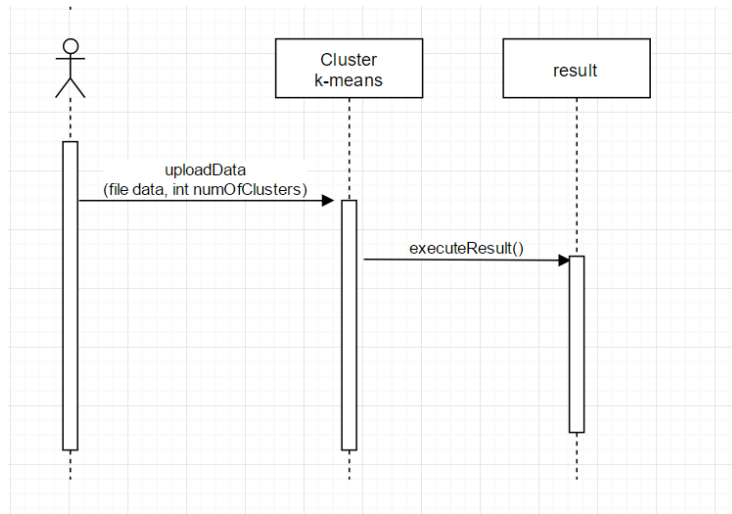 Cluster
k-means
result
uploadData
(file data, int numOfClusters)
executeResult()